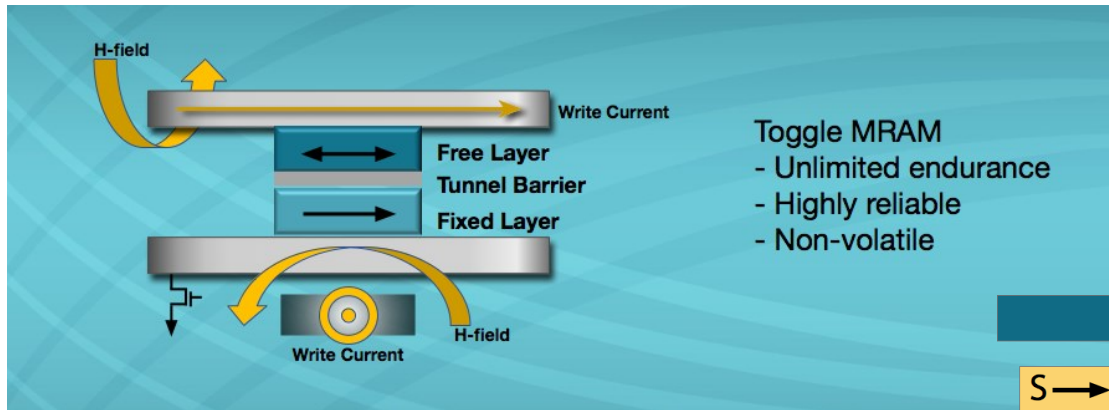 H-field
Write Current
Free Layer
Tunnel Barrier
Fixed Layer
H-field
Write Current
Toggle MRAM
- Unlimited endurance
- Highly reliable
- Non-volatile
S